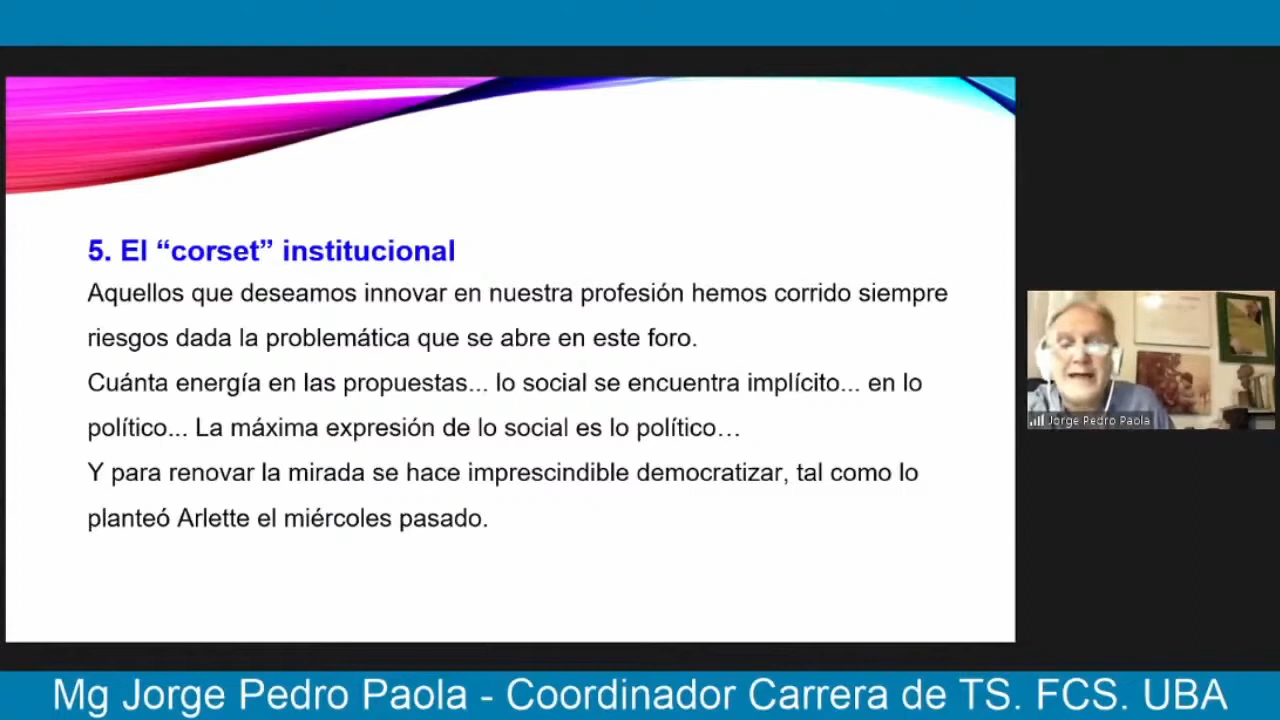 5. El “corset” institucional
Aquellos que deseamos innovar en nuestra profesión hemos corrido siempre
riesgos dada la problemática que se abre en este foro.
Cuánta energía en las propuestas... lo social se encuentra implícito... en lo
político... La máxima expresión de lo social es lo político…
Y para renovar la mirada se hace imprescindible democratizar, tal como lo
planteó Arlette el miércoles pasado.
Jorge Pedro Paola
Mg Jorge Pedro Paola - Coordinador Carrera de TS. FCS. UBA